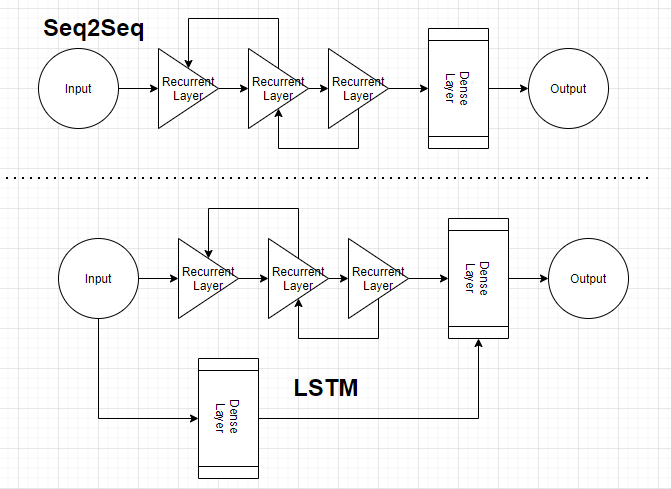 Seq2Seq
Input
Recurrent
Layer
Recurrent
Layer
Recurrent
Layer
Dense
Layer
Output
Input
Recurrent
Layer
Recurrent
Layer
Recurrent
Layer
Dense
Layer
Output
Dense
Layer
LSTM